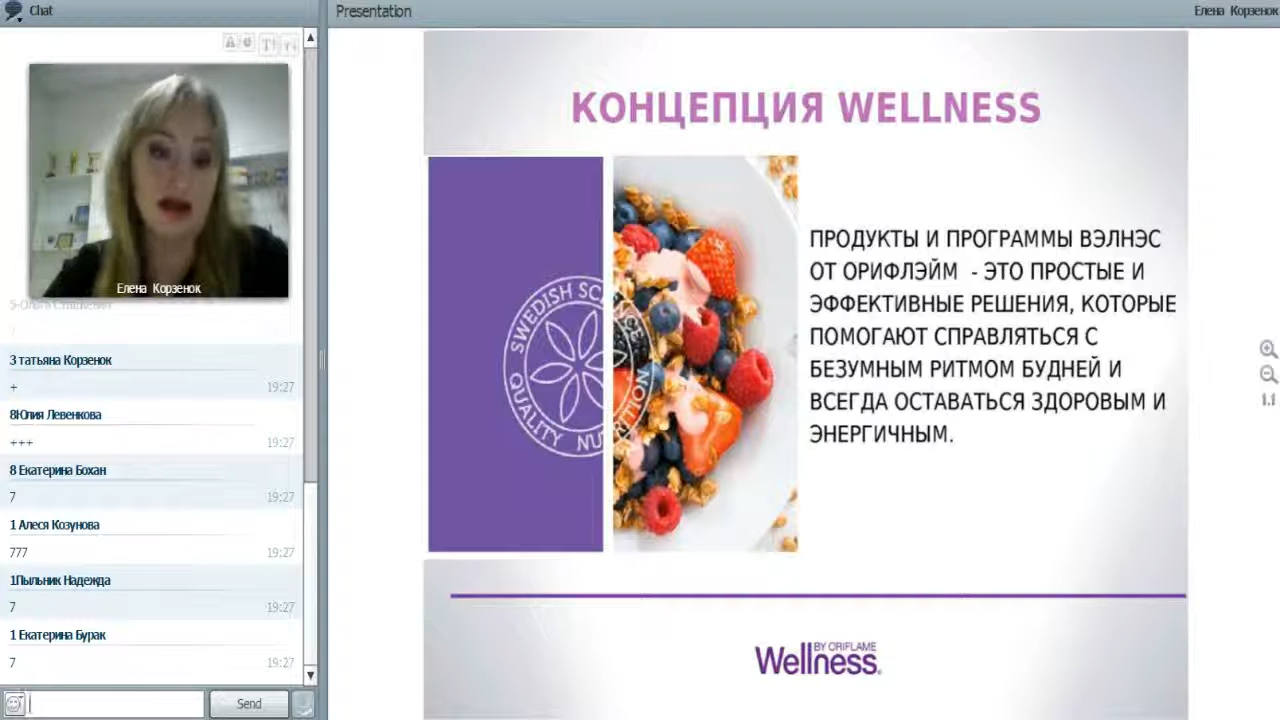 Chat
Елена Корзенок
3 татьяна Корзенок
+
19:27
8Юлия Левенкова
+++
19:27
8 Екатерина Бохан
7
19:27
1 Алеся Козунова
777
19:27
1Пыльник Надежда
7
19:27
1 Екатерина Бурак
7
19:27
Send
Presentation
Елена Корзенок
КОНЦЕПЦИЯ WELLNESS
SWEDISH SCIENCE
QUALITY NUTRITION
ПРОДУКТЫ И ПРОГРАММЫ ВЭЛНЭС
ОТ ОРИФЛЭЙМ - ЭТО ПРОСТЫЕ И
ЭФФЕКТИВНЫЕ РЕШЕНИЯ, КОТОРЫЕ
ПОМОГАЮТ СПРАВЛЯТЬСЯ С
БЕЗУМНЫМ РИТМОМ БУДНЕЙ И
ВСЕГДА ОСТАВАТЬСЯ ЗДОРОВЫМ И
ЭНЕРГИЧНЫМ.
BY ORIFLAME
Wellness
1:1